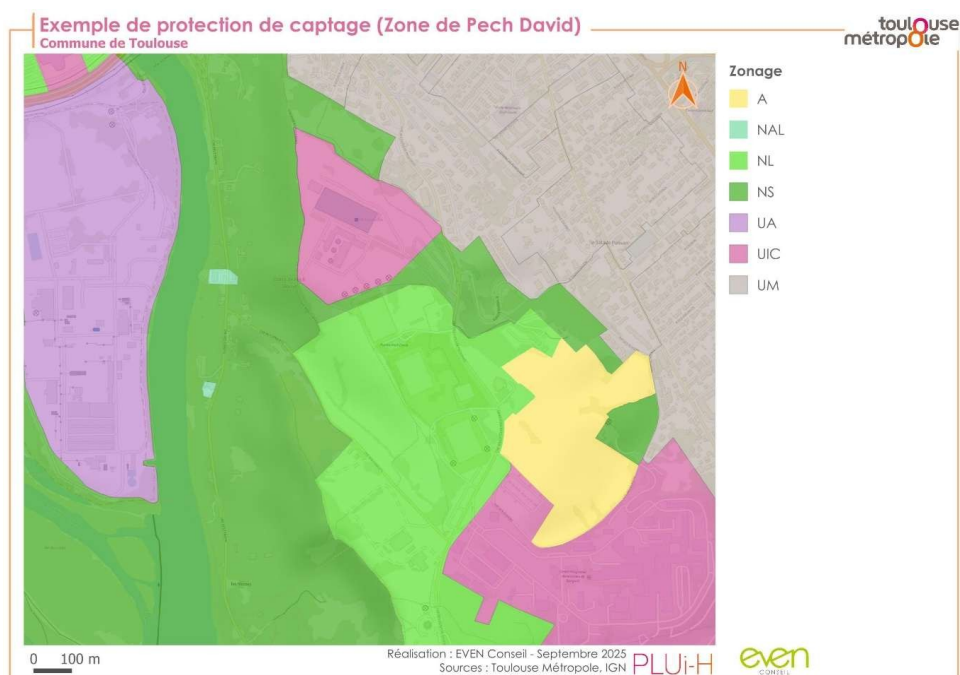 Exemple de protection de captage (Zone de Pech David)
Commune de Toulouse
toulouse
métropole
N
Zonage
A
NAL
NL
NS
UA
UIC
UM
0 100 m
Réalisation : EVEN Conseil - Septembre 2025
Sources : Toulouse Métropole, IGN
PLUi-H
even
CONSEIL